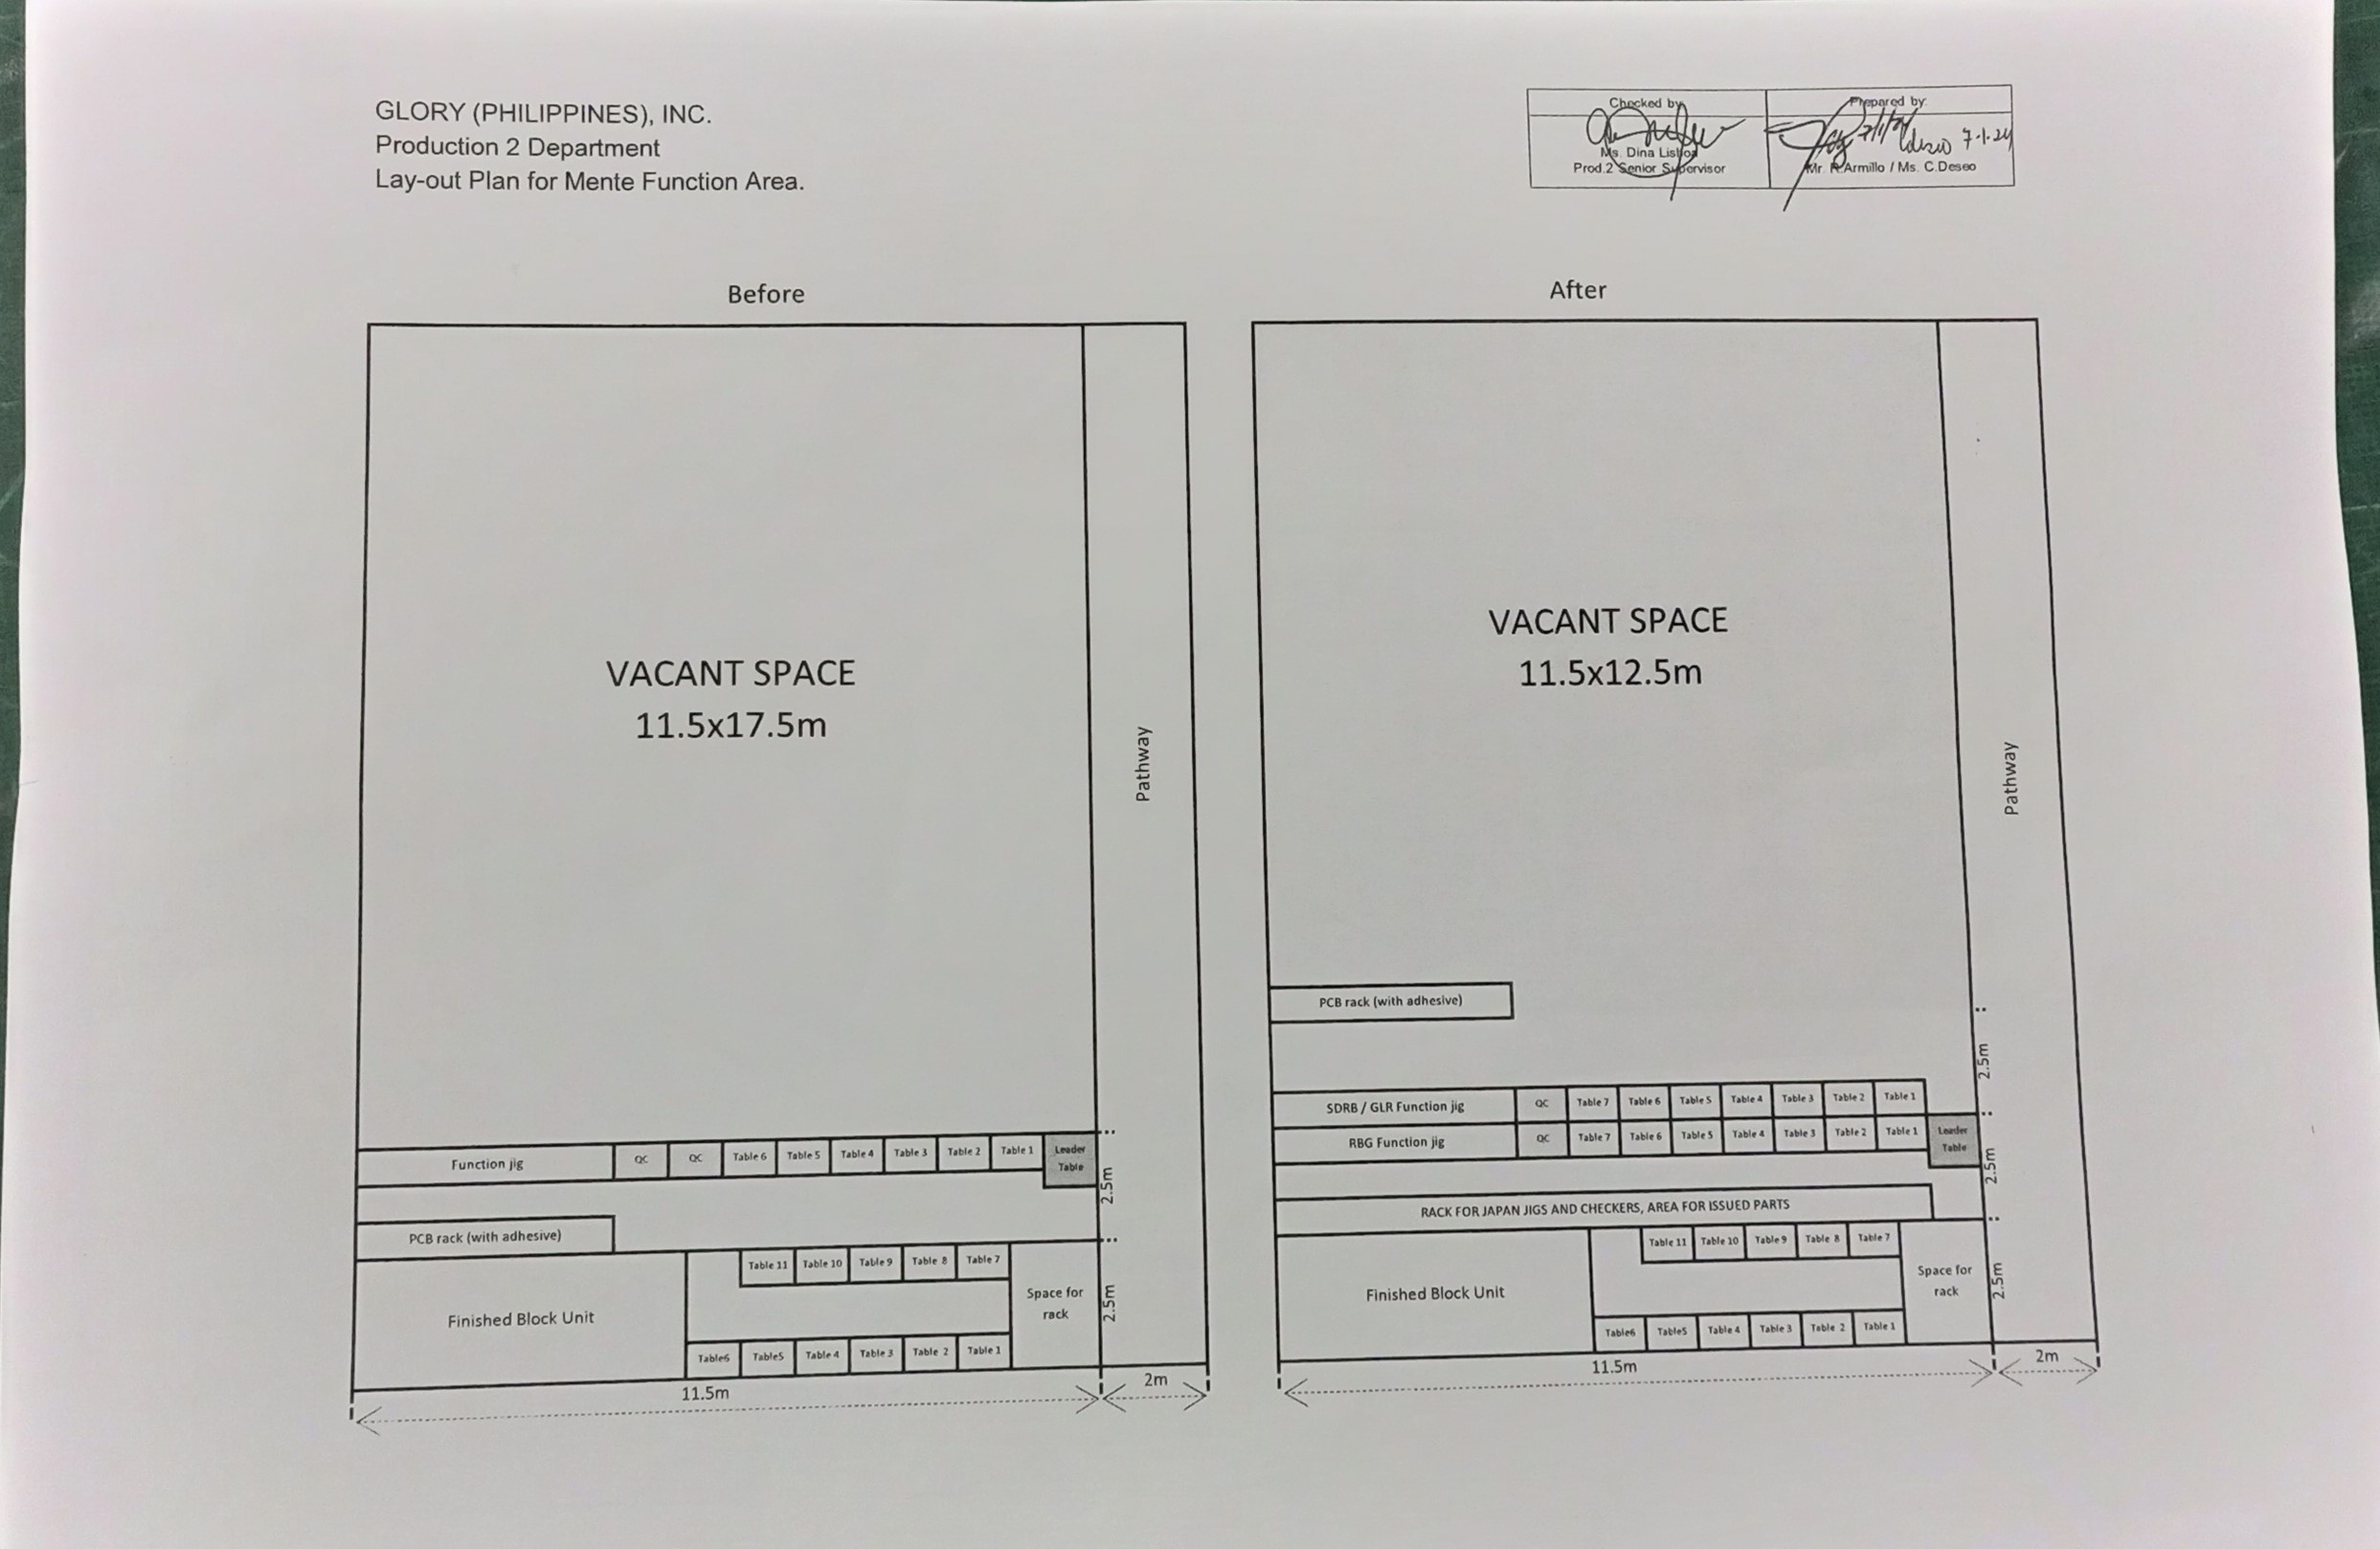 GLORY (PHILIPPINES), INC.
Production 2 Department
Lay-out Plan for Mente Function Area.
Checked by
Ms. Dina Lisboa
Prod.2 Senior Supervisor
Prepared by:
7/1/24
Deseo 7-1-24
Mr. R.Armillo / Ms. C.Deseo
Before
VACANT SPACE
11.5x17.5m
Pathway
Function jig
QC
QC
Table 6
Table 5
Table 4
Table 3
Table 2
Table 1
Leader
Table
2.5m
PCB rack (with adhesive)
Finished Block Unit
Table 11
Table 10
Table 9
Table 8
Table 7
Space for
rack
2.5m
Table6
Table5
Table 4
Table 3
Table 2
Table 1
11.5m
2m
After
VACANT SPACE
11.5x12.5m
Pathway
PCB rack (with adhesive)
2.5m
SDRB / GLR Function jig
QC
Table 7
Table 6
Table 5
Table 4
Table 3
Table 2
Table 1
RBG Function jig
QC
Table 7
Table 6
Table 5
Table 4
Table 3
Table 2
Table 1
Leader
Table
2.5m
RACK FOR JAPAN JIGS AND CHECKERS, AREA FOR ISSUED PARTS
Finished Block Unit
Table 11
Table 10
Table 9
Table 8
Table 7
Space for
rack
2.5m
Table6
Table5
Table 4
Table 3
Table 2
Table 1
11.5m
2m